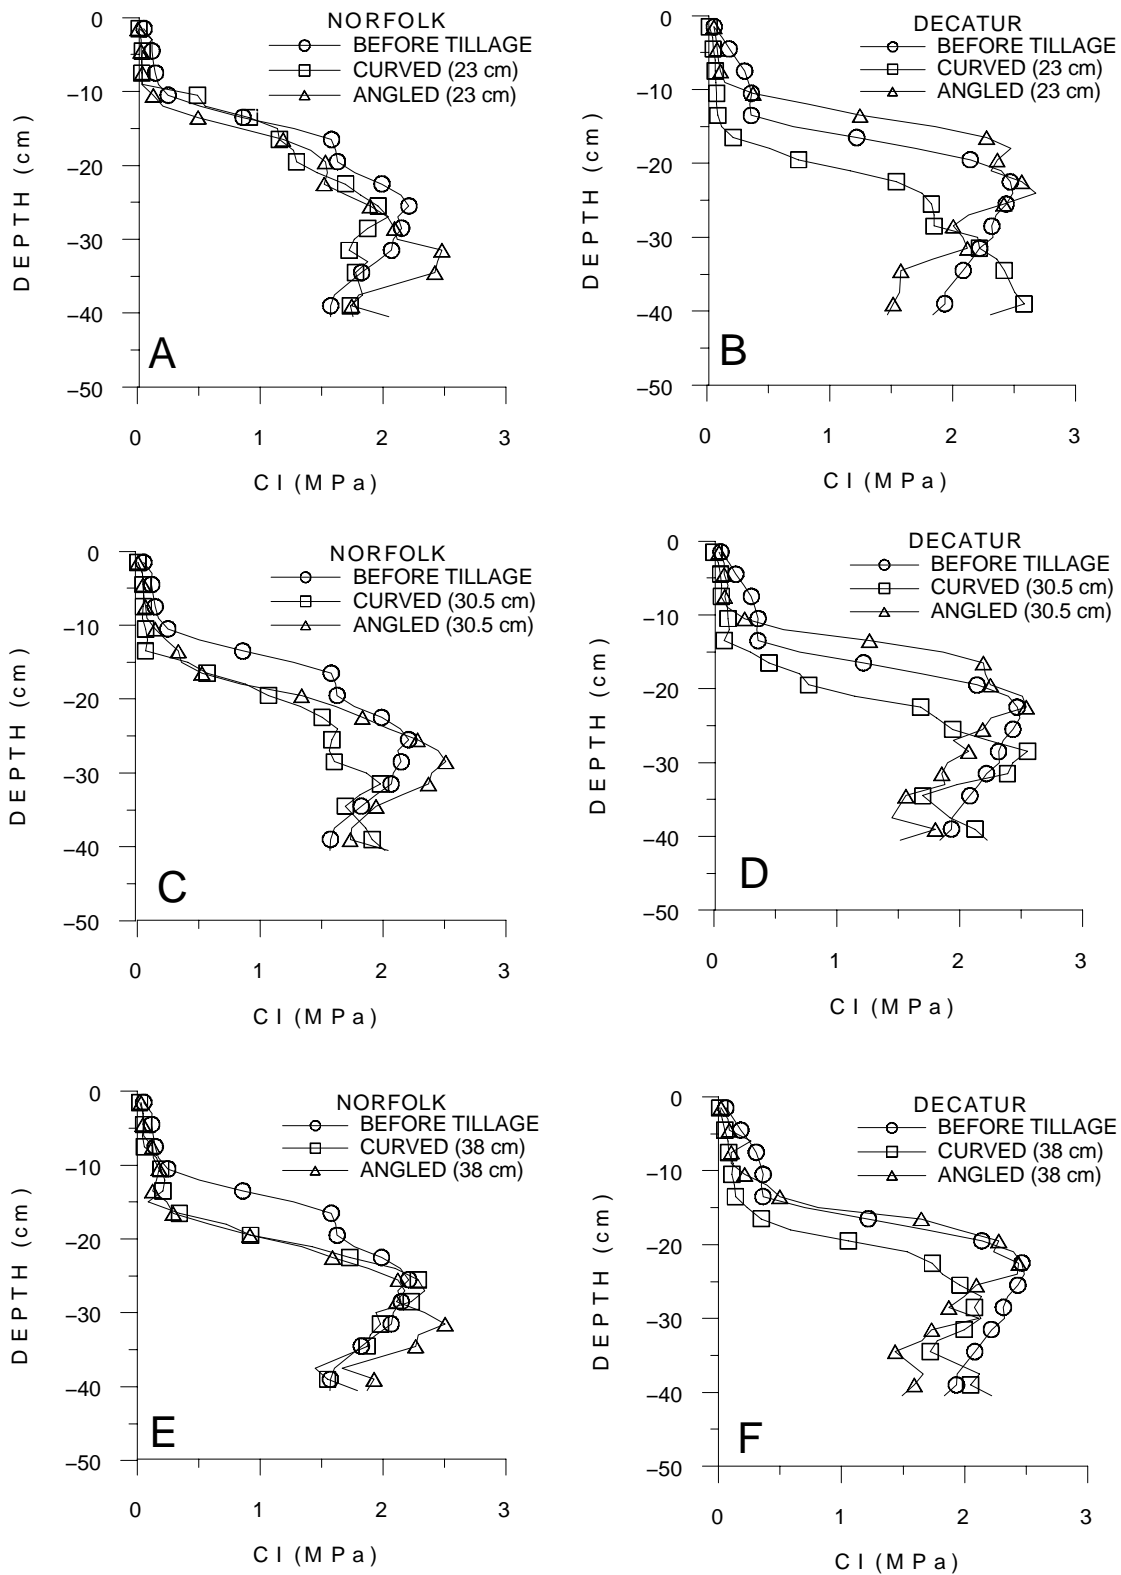 NORFOLK
BEFORE TILLAGE
CURVED (23 cm)
ANGLED (23 cm)
0
−10
−20
−30
−40
−50
DEPTH (cm)
A
0 1 2 3
CI (MPa)
DECATUR
BEFORE TILLAGE
CURVED (23 cm)
ANGLED (23 cm)
0
−10
−20
−30
−40
−50
DEPTH (cm)
B
0 1 2 3
CI (MPa)
NORFOLK
BEFORE TILLAGE
CURVED (30.5 cm)
ANGLED (30.5 cm)
0
−10
−20
−30
−40
−50
DEPTH (cm)
C
0 1 2 3
CI (MPa)
DECATUR
BEFORE TILLAGE
CURVED (30.5 cm)
ANGLED (30.5 cm)
0
−10
−20
−30
−40
−50
DEPTH (cm)
D
0 1 2 3
CI (MPa)
NORFOLK
BEFORE TILLAGE
CURVED (38 cm)
ANGLED (38 cm)
0
−10
−20
−30
−40
−50
DEPTH (cm)
E
0 1 2 3
CI (MPa)
DECATUR
BEFORE TILLAGE
CURVED (38 cm)
ANGLED (38 cm)
0
−10
−20
−30
−40
−50
DEPTH (cm)
F
0 1 2 3
CI (MPa)